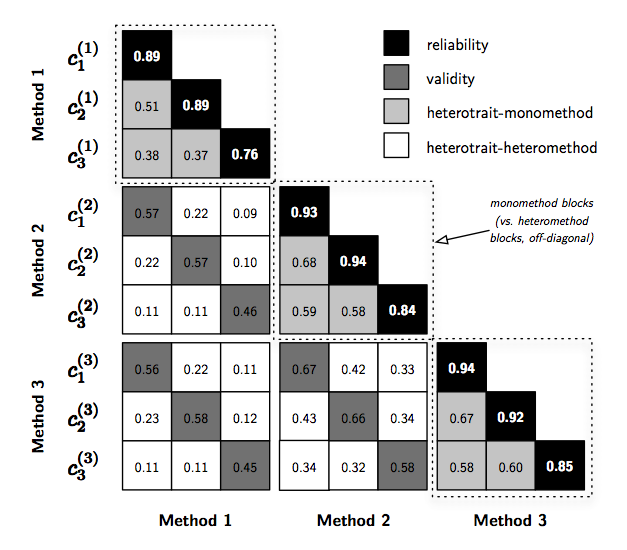 c₁⁽¹⁾ 0.89 reliability
c₂⁽¹⁾ 0.51 0.89 validity
c₃⁽¹⁾ 0.38 0.37 0.76 heterotrait-monomethod
heterotrait-heteromethod
Method 1
c₁⁽²⁾ 0.57 0.22 0.09 0.93
c₂⁽²⁾ 0.22 0.57 0.10 0.68 0.94
c₃⁽²⁾ 0.11 0.11 0.46 0.59 0.58 0.84
Method 2
monomethod blocks
(vs. heteromethod
blocks, off-diagonal)
c₁⁽³⁾ 0.56 0.22 0.11 0.67 0.42 0.33 0.94
c₂⁽³⁾ 0.23 0.58 0.12 0.43 0.66 0.34 0.67 0.92
c₃⁽³⁾ 0.11 0.11 0.45 0.34 0.32 0.58 0.58 0.60 0.85
Method 3
Method 1 Method 2 Method 3